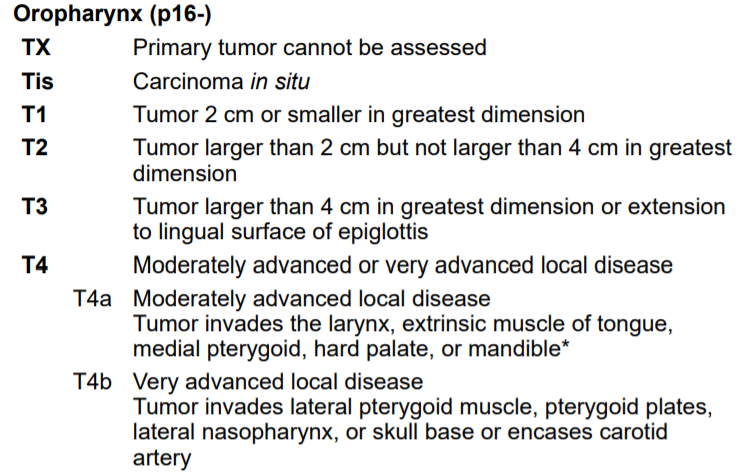 Oropharynx (p16-)
TX Primary tumor cannot be assessed
Tis Carcinoma in situ
T1 Tumor 2 cm or smaller in greatest dimension
T2 Tumor larger than 2 cm but not larger than 4 cm in greatest
dimension
T3 Tumor larger than 4 cm in greatest dimension or extension
to lingual surface of epiglottis
T4 Moderately advanced or very advanced local disease
T4a Moderately advanced local disease
Tumor invades the larynx, extrinsic muscle of tongue,
medial pterygoid, hard palate, or mandible*
T4b Very advanced local disease
Tumor invades lateral pterygoid muscle, pterygoid plates,
lateral nasopharynx, or skull base or encases carotid
artery